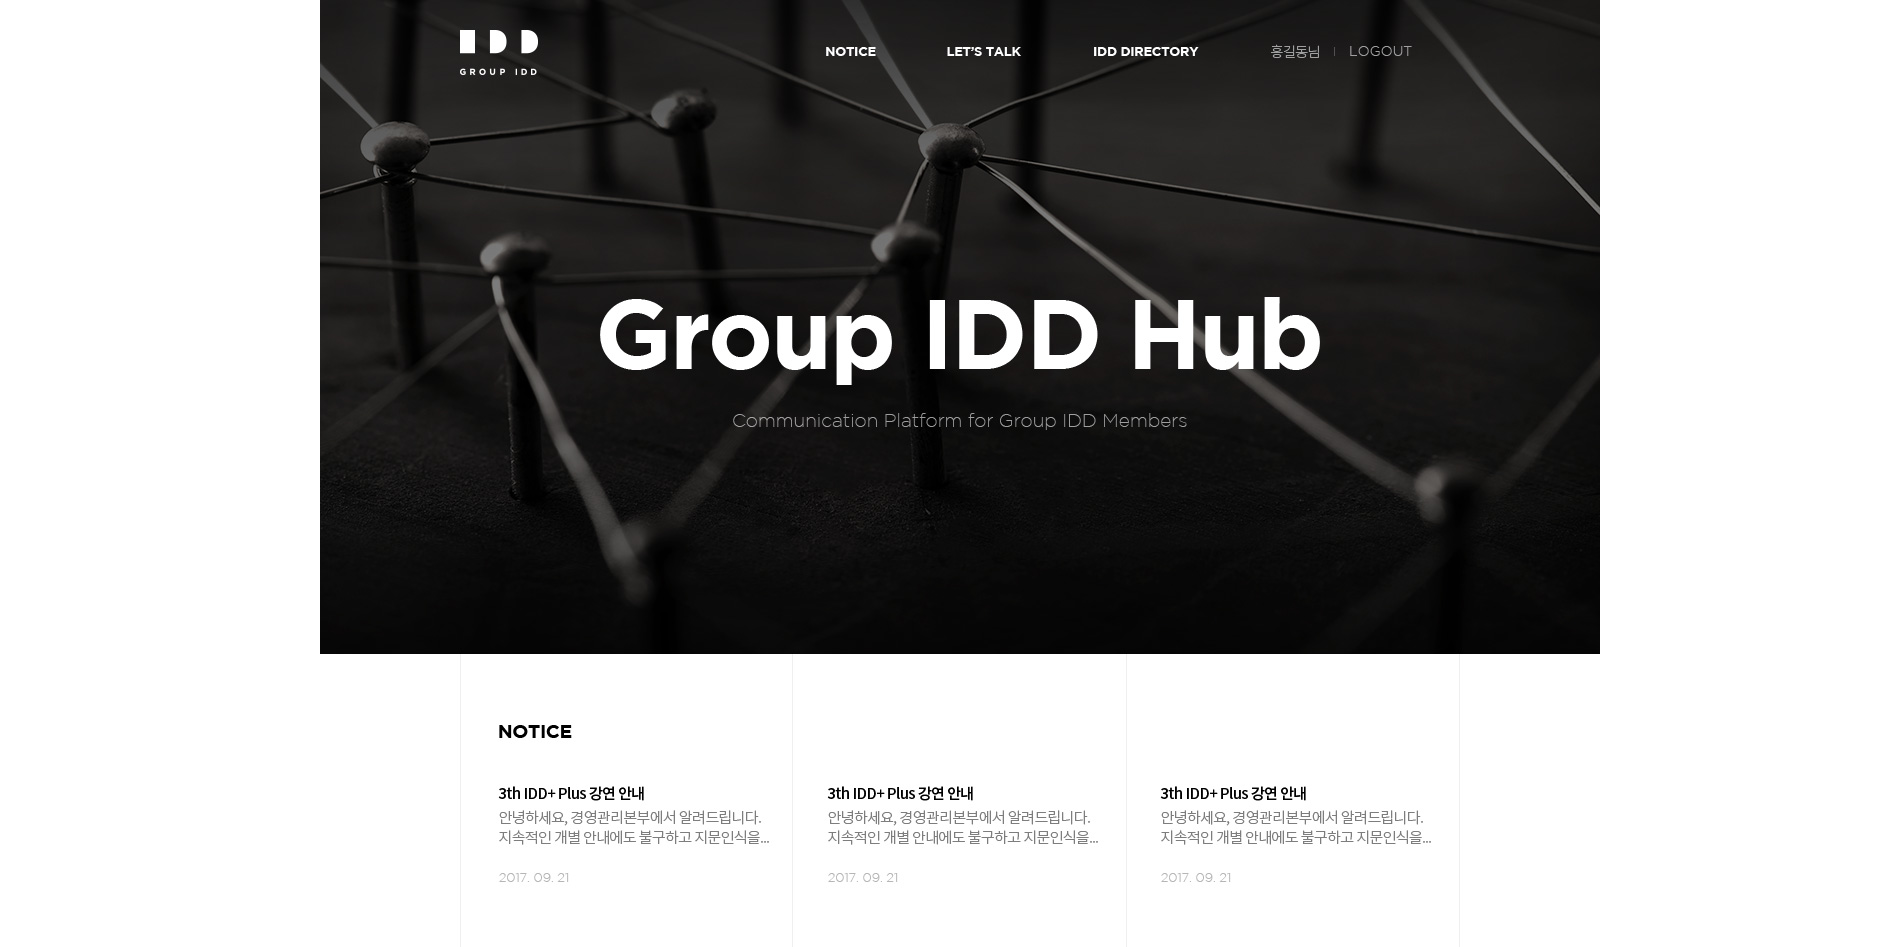 IDD
GROUP IDD
NOTICE
LET'S TALK
IDD DIRECTORY
홍길동님
LOGOUT
Group IDD Hub
Communication Platform for Group IDD Members
NOTICE
3th IDD+ Plus 강연 안내
안녕하세요, 경영관리본부에서 알려드립니다.
지속적인 개별 안내에도 불구하고 지문인식을...
2017. 09. 21
3th IDD+ Plus 강연 안내
안녕하세요, 경영관리본부에서 알려드립니다.
지속적인 개별 안내에도 불구하고 지문인식을...
2017. 09. 21
3th IDD+ Plus 강연 안내
안녕하세요, 경영관리본부에서 알려드립니다.
지속적인 개별 안내에도 불구하고 지문인식을...
2017. 09. 21